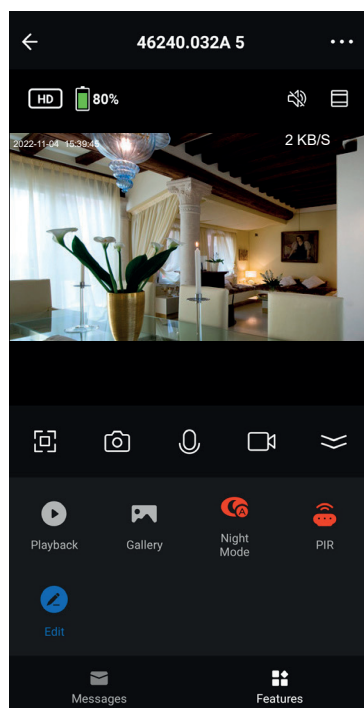 46240.032A 5
HD 80%
2022-11-04 15:39:45
2 KB/S
Playback
Gallery
Night
Mode
PIR
Edit
Messages
Features